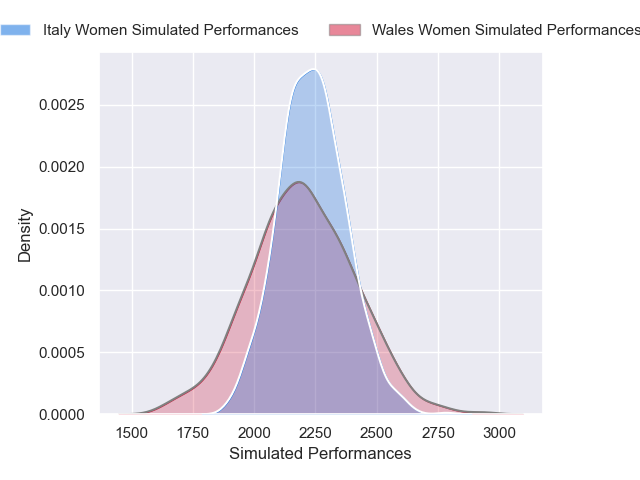 Italy Women Simulated Performances
Wales Women Simulated Performances
0.0025
0.0020
0.0015
0.0010
0.0005
0.0000
Density
1500 1750 2000 2250 2500 2750 3000
Simulated Performances